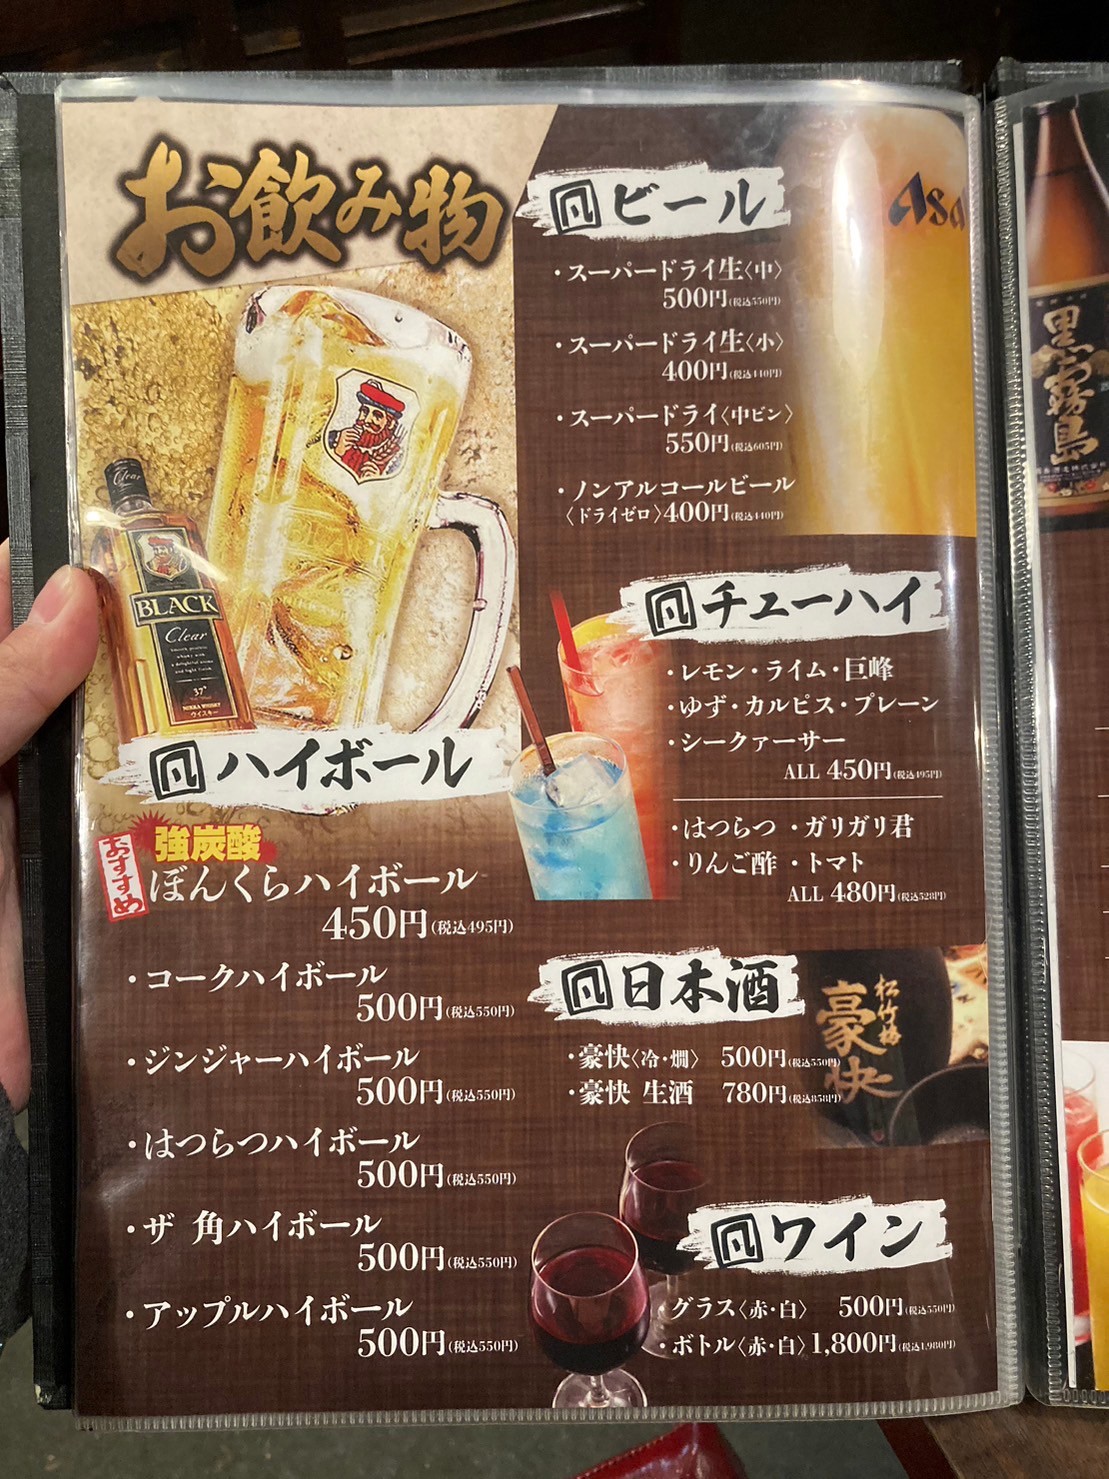 お飲み物
Clear
BLACK
Clear
37°
NIKKA WHISKY
ウイスキー
凡 ハイボール
おすすめ
強炭酸
ぼんくらハイボール
450円(税込495円)
・コークハイボール
500円(税込550円)
・ジンジャーハイボール
500円(税込550円)
・はつらつハイボール
500円(税込550円)
・ザ 角ハイボール
500円(税込550円)
・アップルハイボール
500円(税込550円)
凡 ビール
Asa
・スーパードライ生〈中〉
500円(税込550円)
・スーパードライ生〈小〉
400円(税込440円)
・スーパードライ〈中ビン〉
550円(税込605円)
・ノンアルコールビール
〈ドライゼロ〉400円(税込440円)
凡 チューハイ
・レモン・ライム・巨峰
・ゆず・カルピス・プレーン
・シークァーサー
ALL 450円(税込495円)
・はつらつ ・ガリガリ君
・りんご酢 ・トマト
ALL 480円(税込528円)
凡 日本酒
松竹梅
豪快
・豪快〈冷・燗〉 500円(税込550円)
・豪快 生酒 780円(税込858円)
凡 ワイン
・グラス〈赤・白〉 500円(税込550円)
・ボトル〈赤・白〉1,800円(税込1,980円)
黒霧島